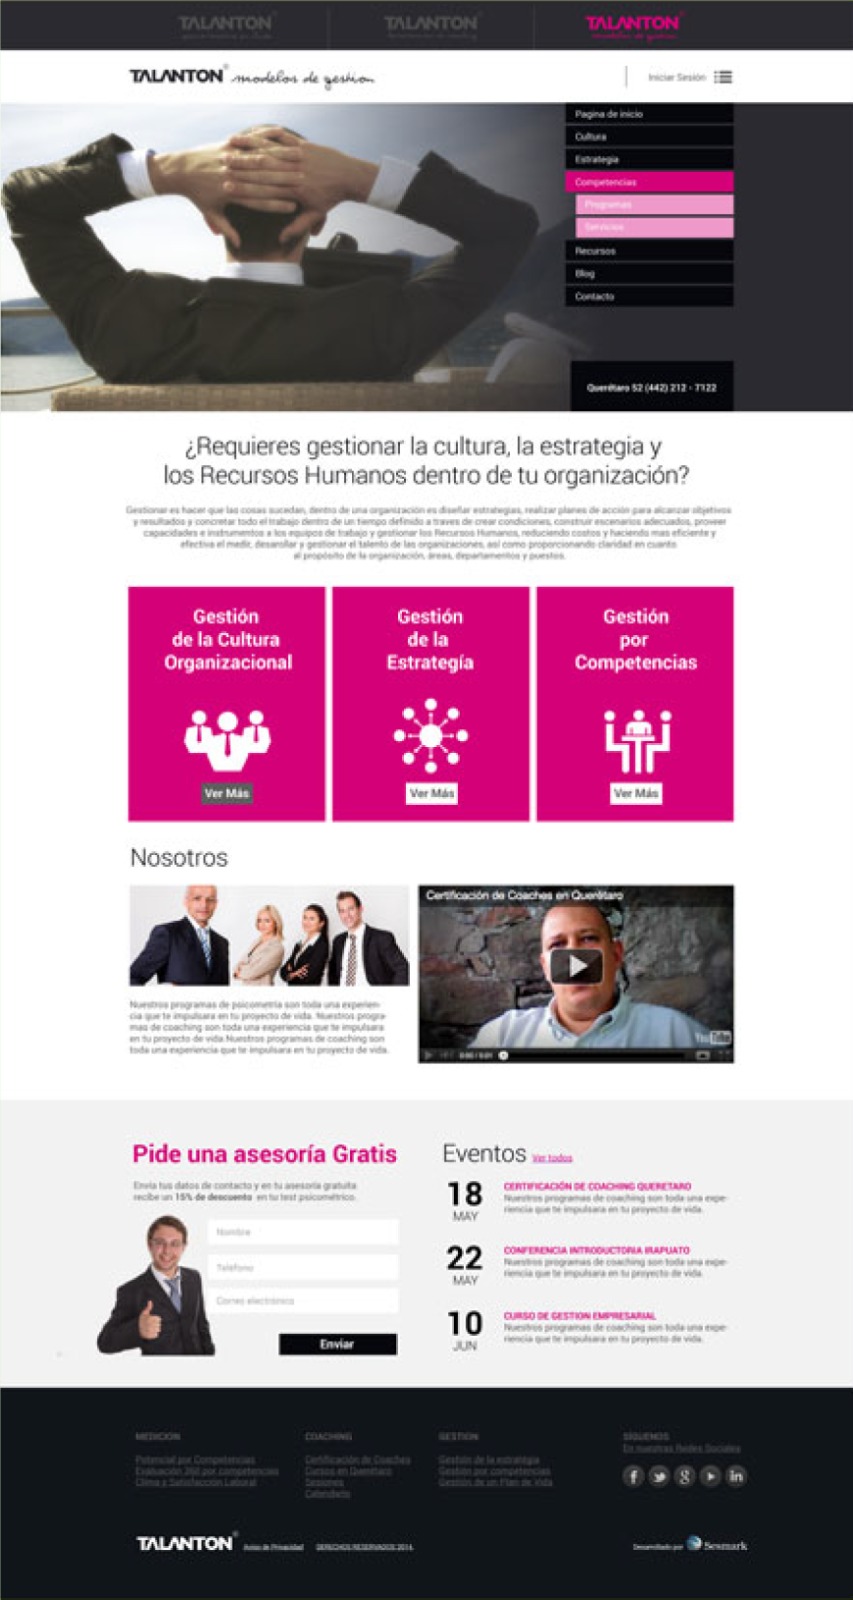 TALANTON
TALANTON
TALANTON
modelos de gestion
TALANTON® modelos de gestion
Iniciar Sesión
Pagina de inicio
Cultura
Estrategia
Competencias
Programas
Servicios
Recursos
Blog
Contacto
Querétaro 52 (442) 212 - 7122
¿Requieres gestionar la cultura, la estrategia y
los Recursos Humanos dentro de tu organización?
Gestionar es hacer que las cosas sucedan, dentro de una organización es diseñar estrategias, realizar planes de acción para alcanzar objetivos
y resultados y concretar todo el trabajo dentro de un tiempo definido a traves de crear condiciones, construir escenarios adecuados, proveer
capacidades e instrumentos a los equipos de trabajo y gestionar los Recursos Humanos, reduciendo costos y haciendo mas eficiente y
efectiva el medir, desarollar y gestionar el talento de las organizaciones, así como proporcionando claridad en cuanto
al propósito de la organización, áreas, departamentos y puestos.
Gestión
de la Cultura
Organizacional
Ver Más
Gestión
de la
Estrategía
Ver Más
Gestión
por
Competencias
Ver Más
Nosotros
Nuestros programas de psicometria son toda una experien-
cia que te impulsara en tu proyecto de vida. Nuestros progra-
mas de coaching son toda una experiencia que te impulsara
en tu proyecto de vida.Nuestros programas de coaching son
toda una experiencia que te impulsara en tu proyecto de vida.
Certificación de Coaches en Querétaro
YouTube
0:00 / 5:01
Pide una asesoría Gratis
Envia tus datos de contacto y en tu asesoría gratuita
recibe un 15% de descuento en tu test psicométrico.
Nombre
Teléfono
Correo electrónico
Enviar
Eventos Ver todos
18
MAY
CERTIFICACIÓN DE COACHING QUERETARO
Nuestros programas de coaching son toda una expe-
riencia que te impulsara en tu proyecto de vida.
22
MAY
CONFERENCIA INTRODUCTORIA IRAPUATO
Nuestros programas de coaching son toda una expe-
riencia que te impulsara en tu proyecto de vida.
10
JUN
CURSO DE GESTION EMPRESARIAL
Nuestros programas de coaching son toda una expe-
riencia que te impulsara en tu proyecto de vida.
MEDICION
Potencial por Competencias
Evaluación 360 por competencias
Clima y Satisfacción Laboral
COACHING
Certificación de Coaches
Cursos en Querétaro
Sesiones
Calendario
GESTION
Gestión de la estrategia
Gestión por competencias
Gestión de un Plan de Vida
SÍGUENOS
En nuestras Redes Sociales
TALANTON® Aviso de Privacidad DERECHOS RESERVADOS 2014.
Desarrollado por Sesmark